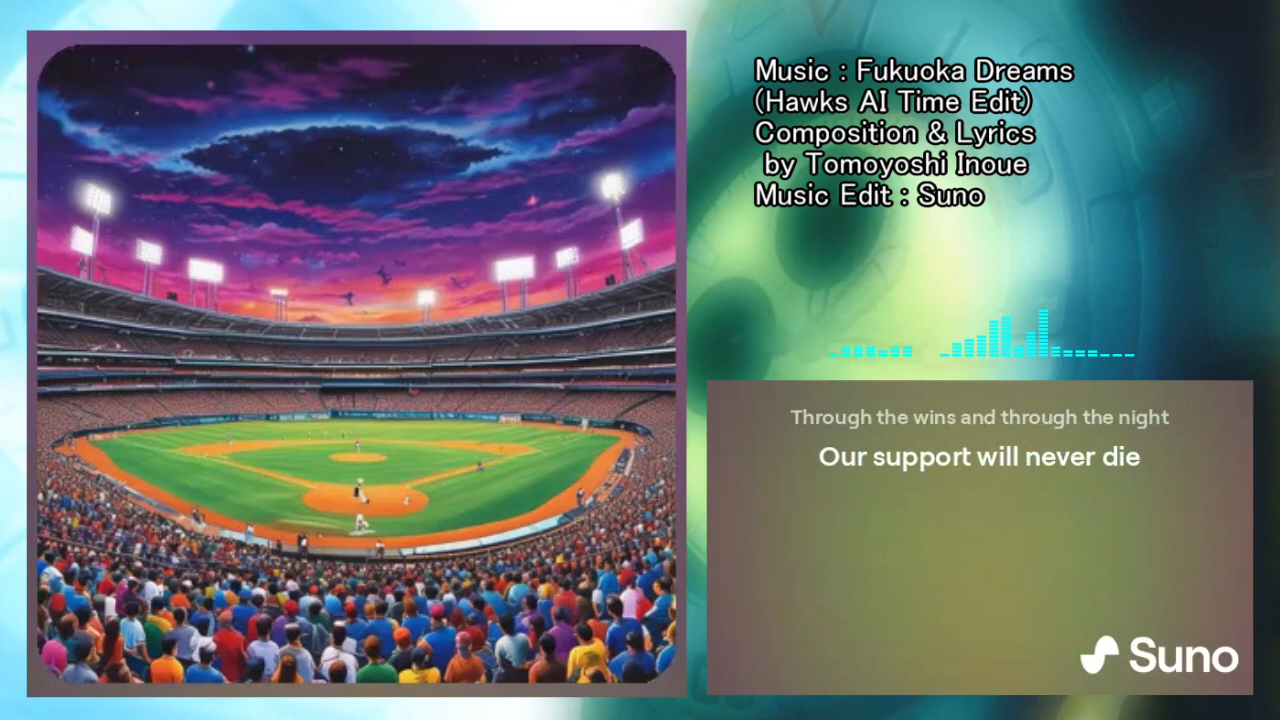 Music : Fukuoka Dreams
(Hawks AI Time Edit)
Composition & Lyrics
by Tomoyoshi Inoue
Music Edit : Suno
Through the wins and through the night
Our support will never die
Suno